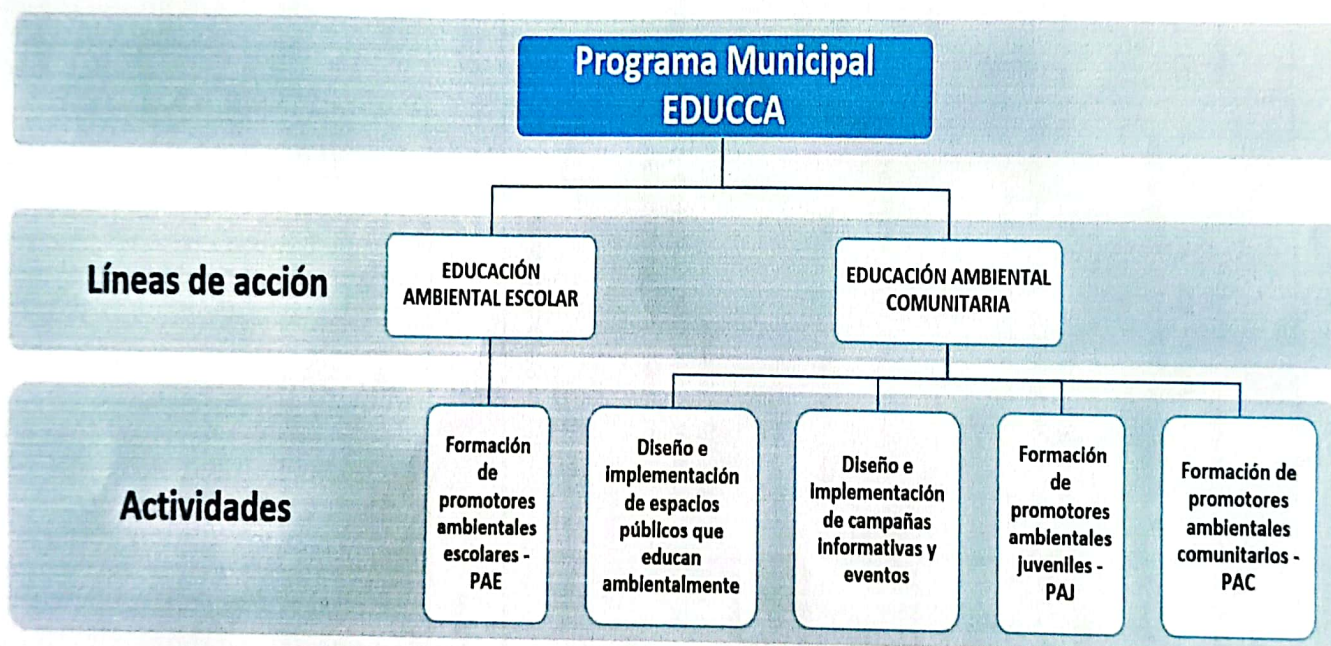 Programa Municipal
EDUCCA
Líneas de acción
EDUCACIÓN
AMBIENTAL ESCOLAR
EDUCACIÓN AMBIENTAL
COMUNITARIA
Actividades
Formación
de
promotores
ambientales
escolares -
PAE
Diseño e
implementación
de espacios
públicos que
educan
ambientalmente
Diseño e
implementación
de campañas
informativas y
eventos
Formación
de
promotores
ambientales
juveniles -
PAJ
Formación de
promotores
ambientales
comunitarios -
PAC